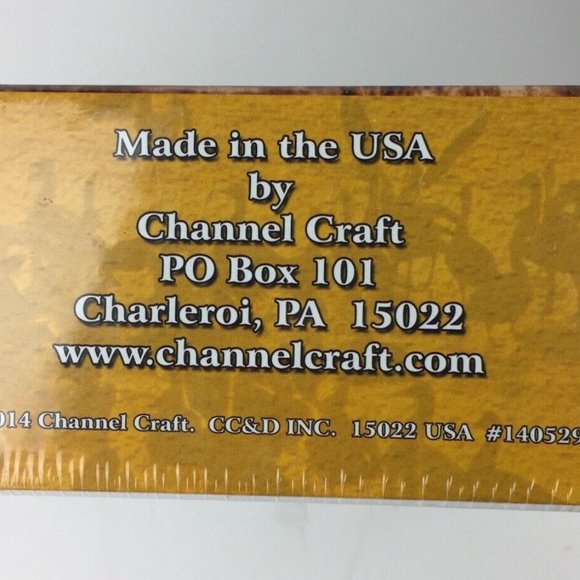 Made in the USA
by
Channel Craft
PO Box 101
Charleroi, PA 15022
www.channelcraft.com
014 Channel Craft. CC&D INC. 15022 USA #140529